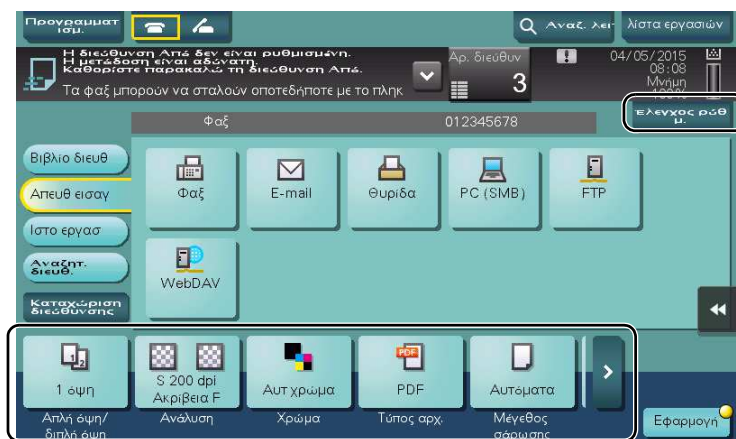 Προγραμματ
ισμ.
Αναζ. λει
λίστα εργασιών
Η διεύθυνση Από δεν είναι ρυθμισμένη.
Η μετάδοση είναι αδύνατη.
Καθορίστε παρακαλώ τη διεύθυνση Από.
Τα φαξ μπορούν να σταλούν οποτεδήποτε με το πληκ
Αρ. διευθυν
3
04/05/2015
08:08
Μνήμη
100%
Έλεγχος ρυθ
μ.
Φαξ
012345678
Βιβλίο διευθ
Απευθ εισαγ
Ιστο εργασ
Αναζητ.
διευθ.
Καταχώριση
διεύθυνσης
Φαξ
E-mail
Θυρίδα
PC (SMB)
FTP
WebDAV
1 όψη
S 200 dpi
Ακρίβεια F
Αυτ χρώμα
PDF
PDF
Αυτόματα
Απλή όψη/
διπλή όψη
Ανάλυση
Χρώμα
Τύπος αρχ.
Μέγεθος
σάρωσης
Εφαρμογή